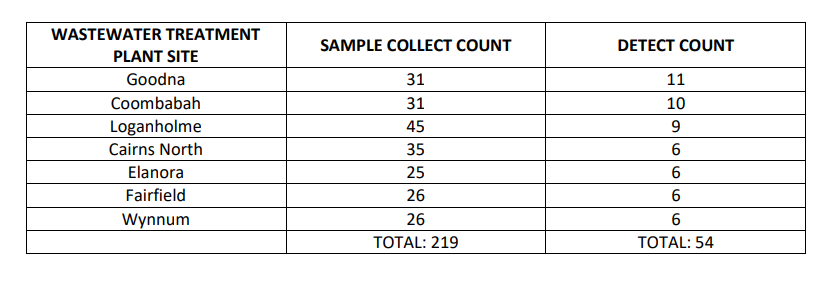 WASTEWATER TREATMENT
PLANT SITE
SAMPLE COLLECT COUNT
DETECT COUNT
Goodna 31 11
Coombabah 31 10
Loganholme 45 9
Cairns North 35 6
Elanora 25 6
Fairfield 26 6
Wynnum 26 6
TOTAL: 219 TOTAL: 54